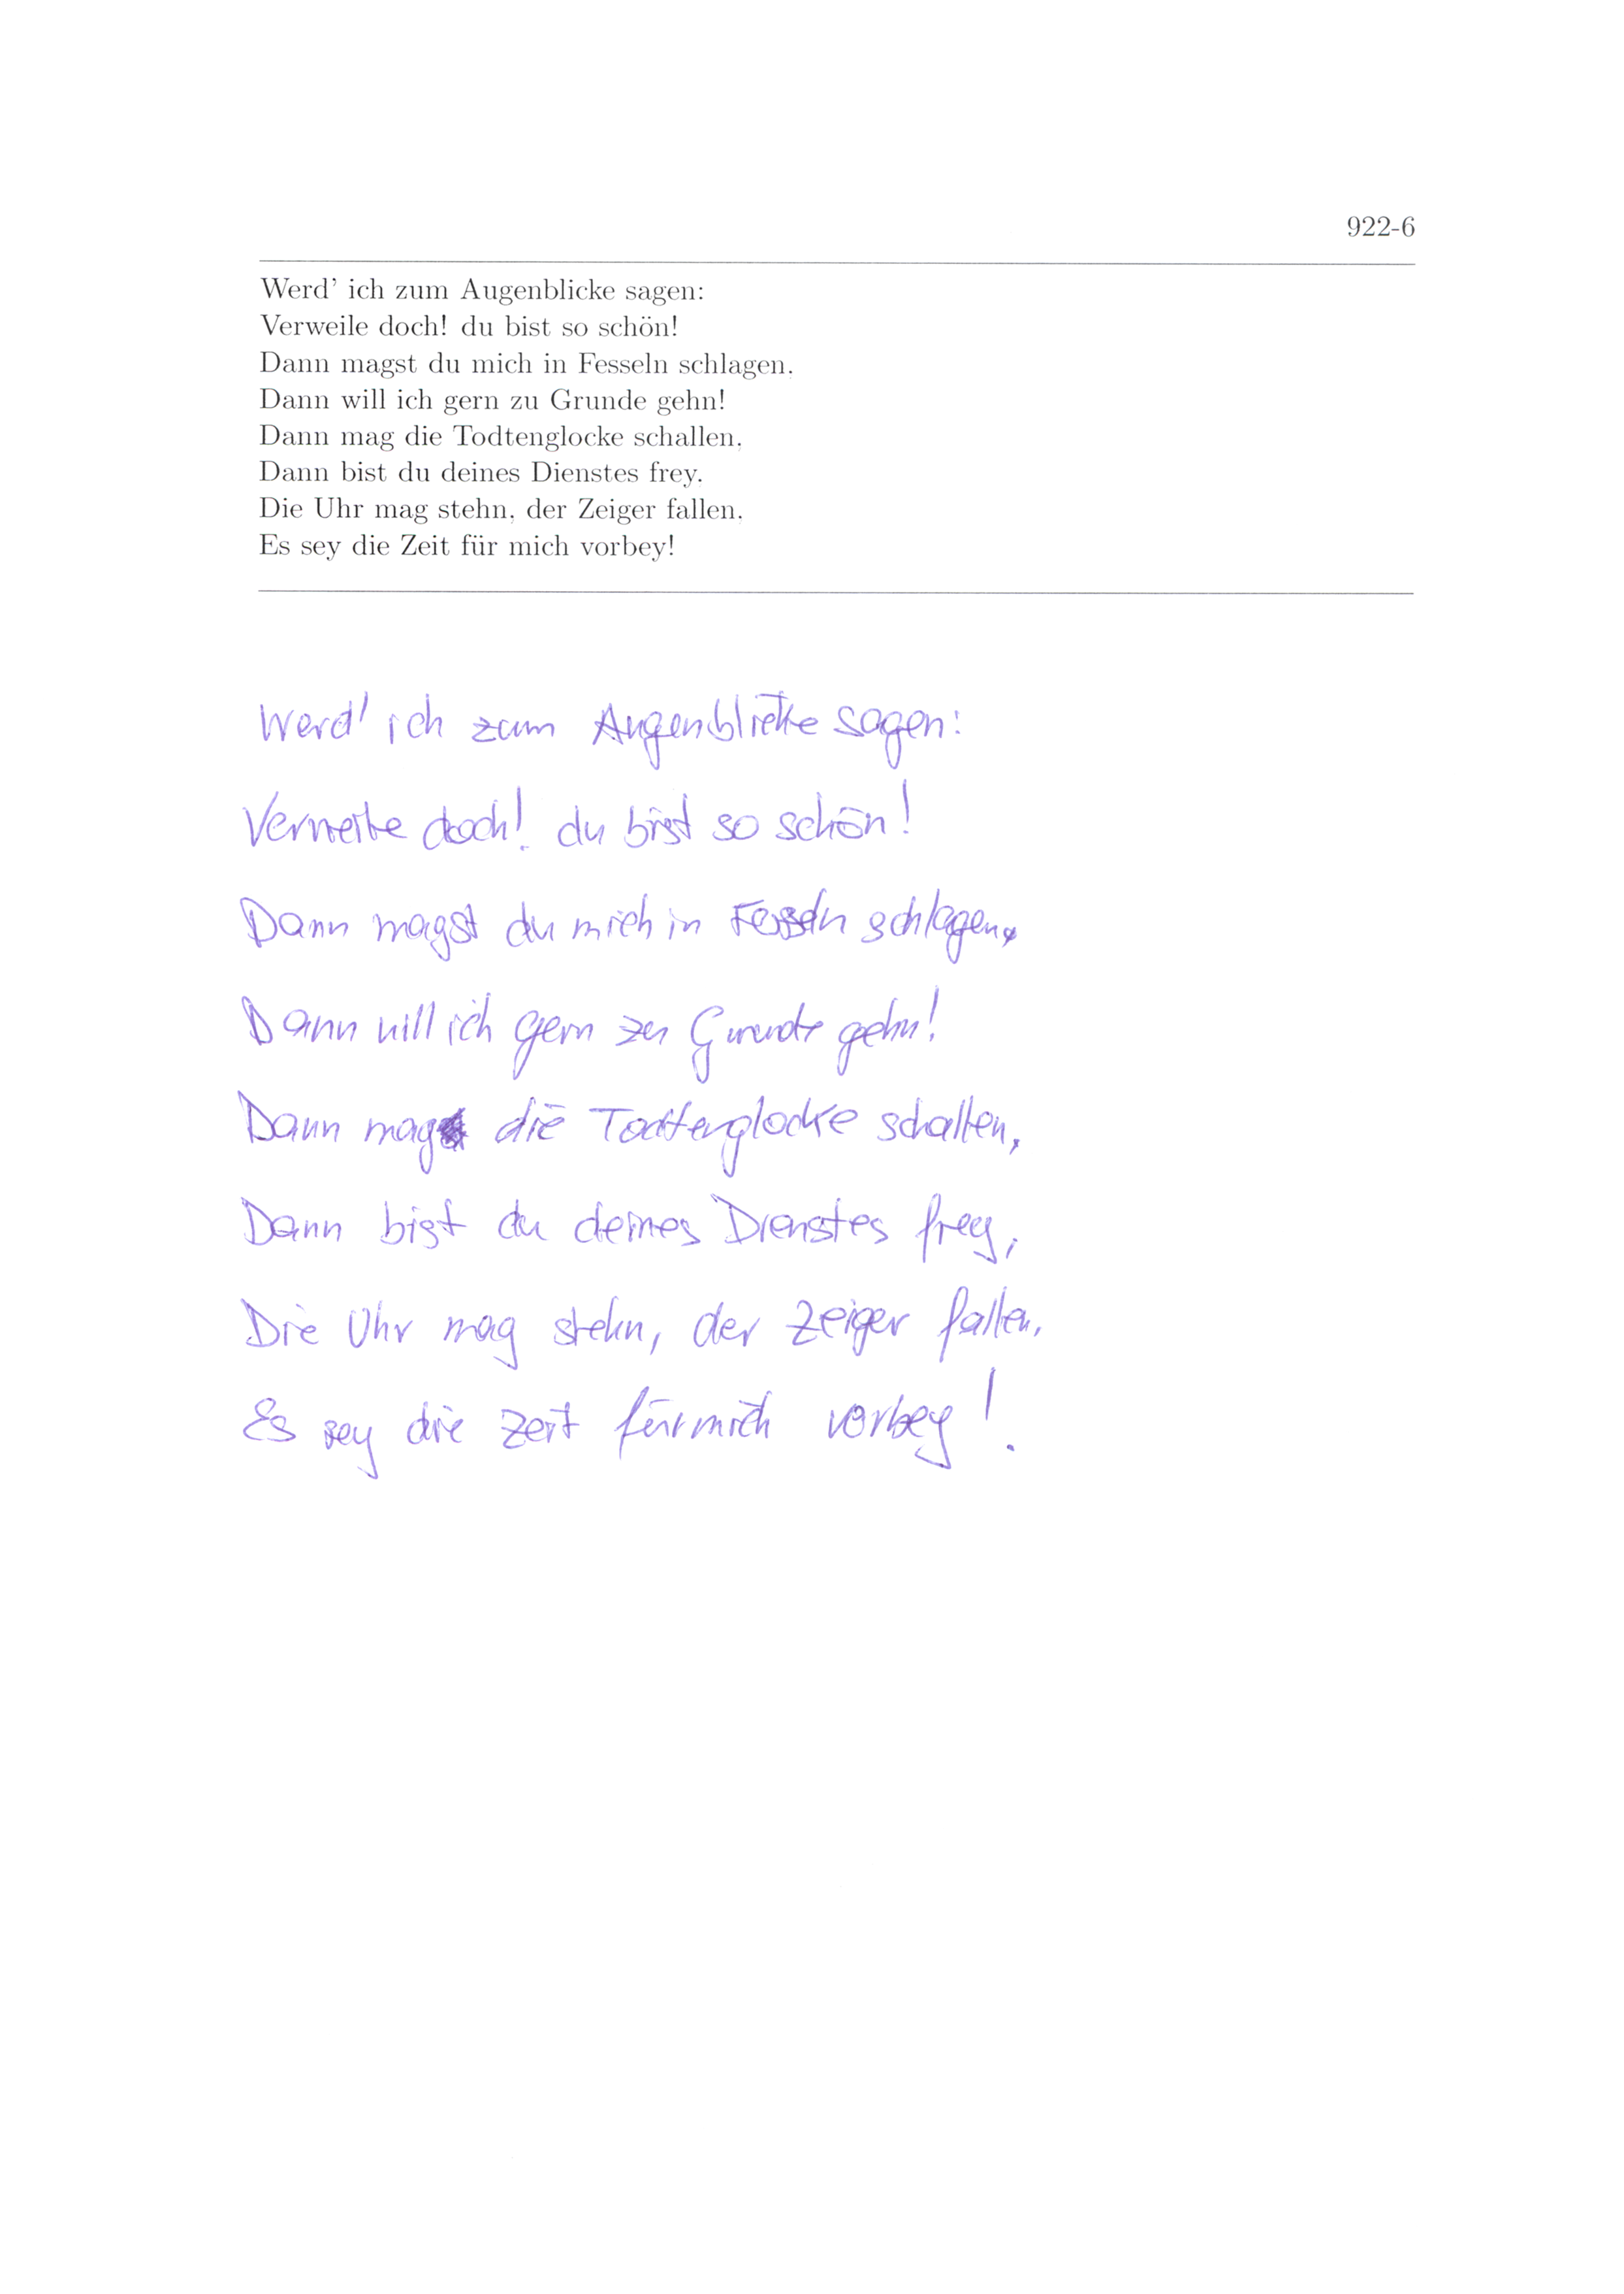 922-6
Werd' ich zum Augenblicke sagen:
Verweile doch! du bist so schön!
Dann magst du mich in Fesseln schlagen,
Dann will ich gern zu Grunde gehn!
Dann mag die Todtenglocke schallen,
Dann bist du deines Dienstes frey,
Die Uhr mag stehn, der Zeiger fallen,
Es sey die Zeit für mich vorbey!
Werd' ich zum Augenblicke sagen:
Verweile doch! du bist so schön!
Dann magst du mich in Fesseln schlagen,
Dann will ich gern zu Grunde gehn!
Dann mag die Todtenglocke schallen,
Dann bist du deines Dienstes frey,
Die Uhr mag stehn, der Zeiger fallen,
Es sey die Zeit für mich vorbey!